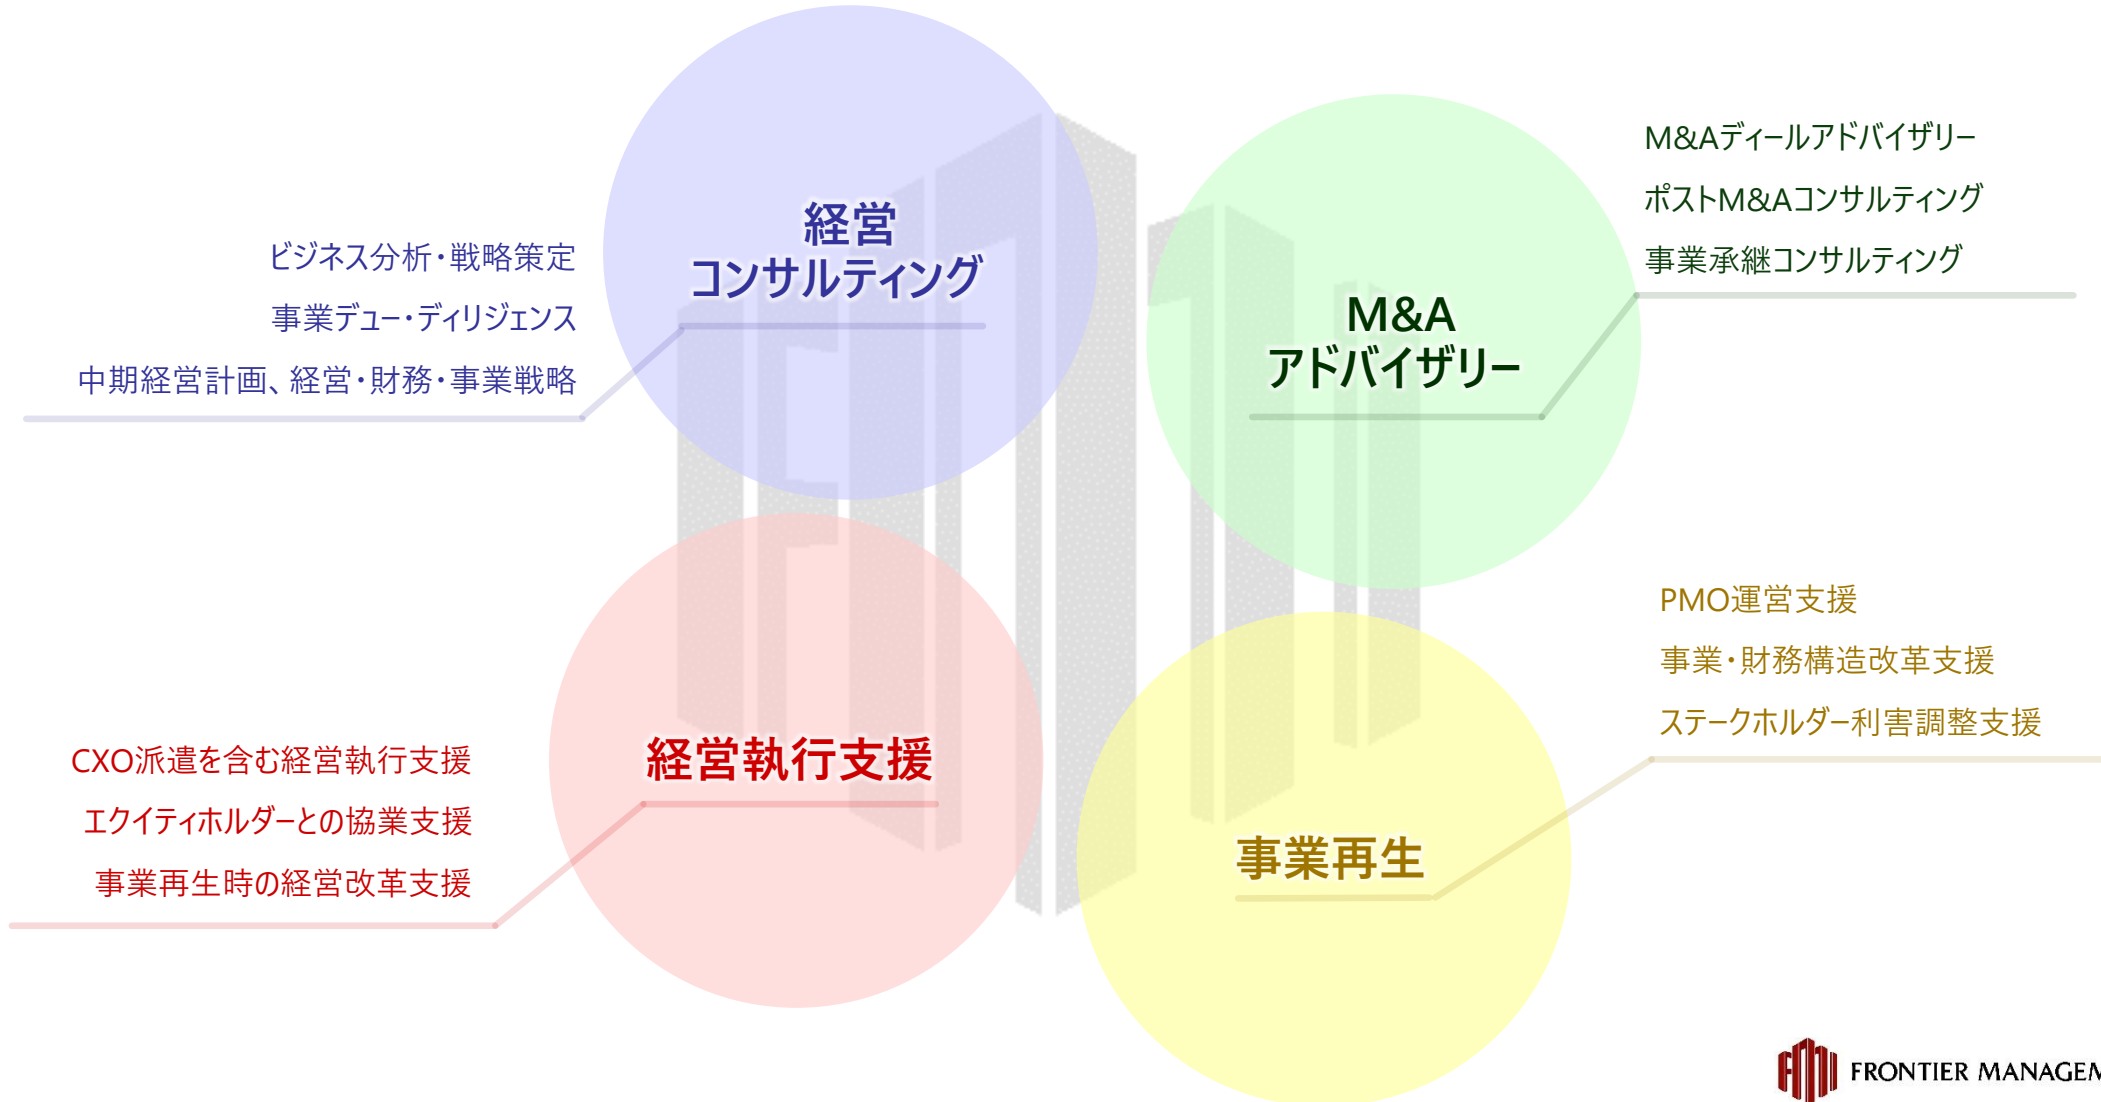 経営
コンサルティング
ビジネス分析・戦略策定
事業デュー・ディリジェンス
中期経営計画、経営・財務・事業戦略
M&A
アドバイザリー
M&Aディールアドバイザリー
ポストM&Aコンサルティング
事業承継コンサルティング
経営執行支援
CXO派遣を含む経営執行支援
エクイティホルダーとの協業支援
事業再生時の経営改革支援
事業再生
PMO運営支援
事業・財務構造改革支援
ステークホルダー利害調整支援
FRONTIER